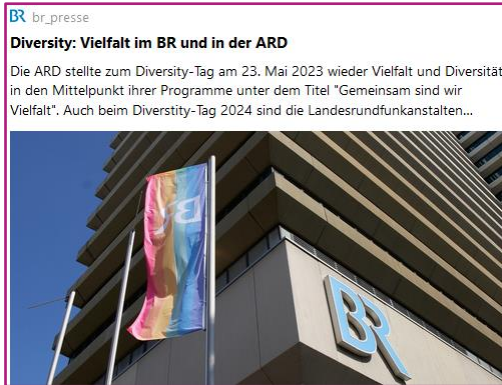 BR br_presse
Diversity: Vielfalt im BR und in der ARD
Die ARD stellte zum Diversity-Tag am 23. Mai 2023 wieder Vielfalt und Diversität
in den Mittelpunkt ihrer Programme unter dem Titel "Gemeinsam sind wir
Vielfalt". Auch beim Diverstity-Tag 2024 sind die Landesrundfunkanstalten...
BR
BR